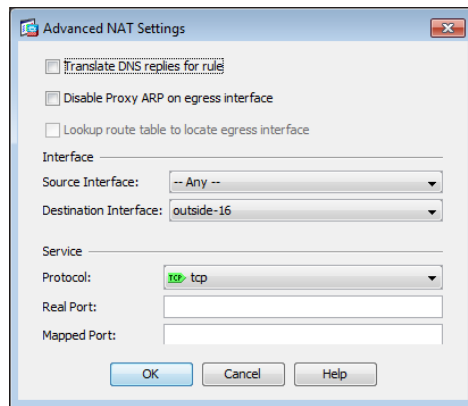 Advanced NAT Settings
Translate DNS replies for rule
Disable Proxy ARP on egress interface
Lookup route table to locate egress interface
Interface
Source Interface: -- Any --
Destination Interface: outside-16
Service
Protocol: TCP tcp
Real Port:
Mapped Port:
OK Cancel Help